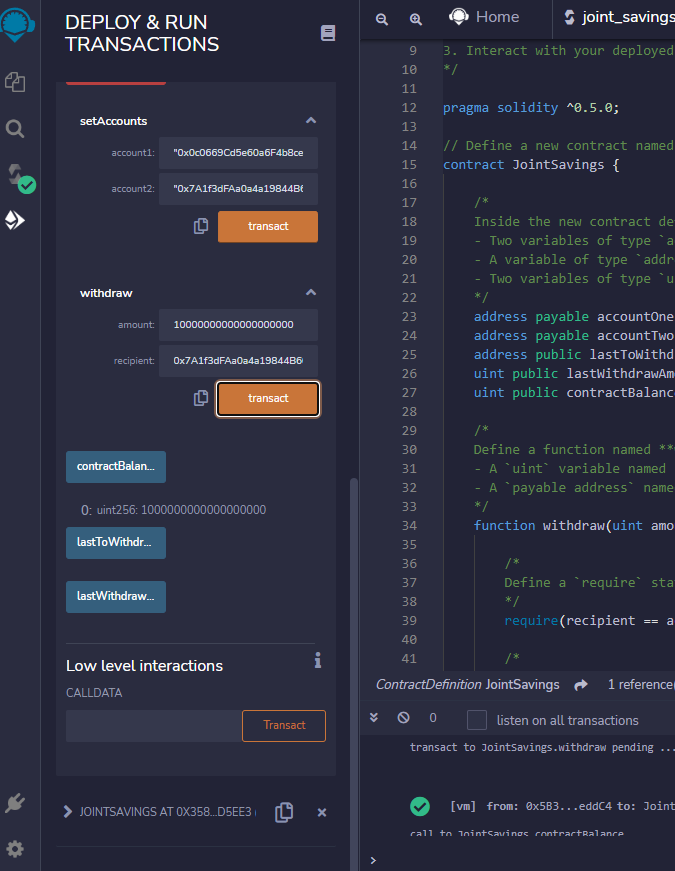 DEPLOY & RUN
TRANSACTIONS
setAccounts
account1: "0x0c0669Cd5e60a6F4b8ce
account2: "0x7A1f3dFAa0a4a19844B6
transact
withdraw
amount: 10000000000000000000
recipient: 0x7A1f3dFAa0a4a19844B6
transact
contractBalan...
0: uint256: 1000000000000000000
lastToWithdr...
lastWithdraw...
Low level interactions
CALLDATA
Transact
JOINTSAVINGS AT 0X358...D5EE3
Home
joint_savings
9 3. Interact with your deployed
10 */
11
12 pragma solidity ^0.5.0;
13
14 // Define a new contract named
15 contract JointSavings {
16
17 /*
18 Inside the new contract de
19 - Two variables of type `a
20 - A variable of type `addr
21 - Two variables of type `u
22 */
23 address payable accountOne
24 address payable accountTwo
25 address public lastToWithd
26 uint public lastWithdrawAm
27 uint public contractBalanc
28
29 /*
30 Define a function named **
31 - A `uint` variable named
32 - A `payable address` name
33 */
34 function withdraw(uint amo
35
36 /*
37 Define a `require` stat
38 */
39 require(recipient == a
40
41 /*
ContractDefinition JointSavings 1 reference
0 listen on all transactions
transact to JointSavings.withdraw pending ...
[vm] from: 0x5B3...eddC4 to: Joint
call to JointSavings.contractBalance
>